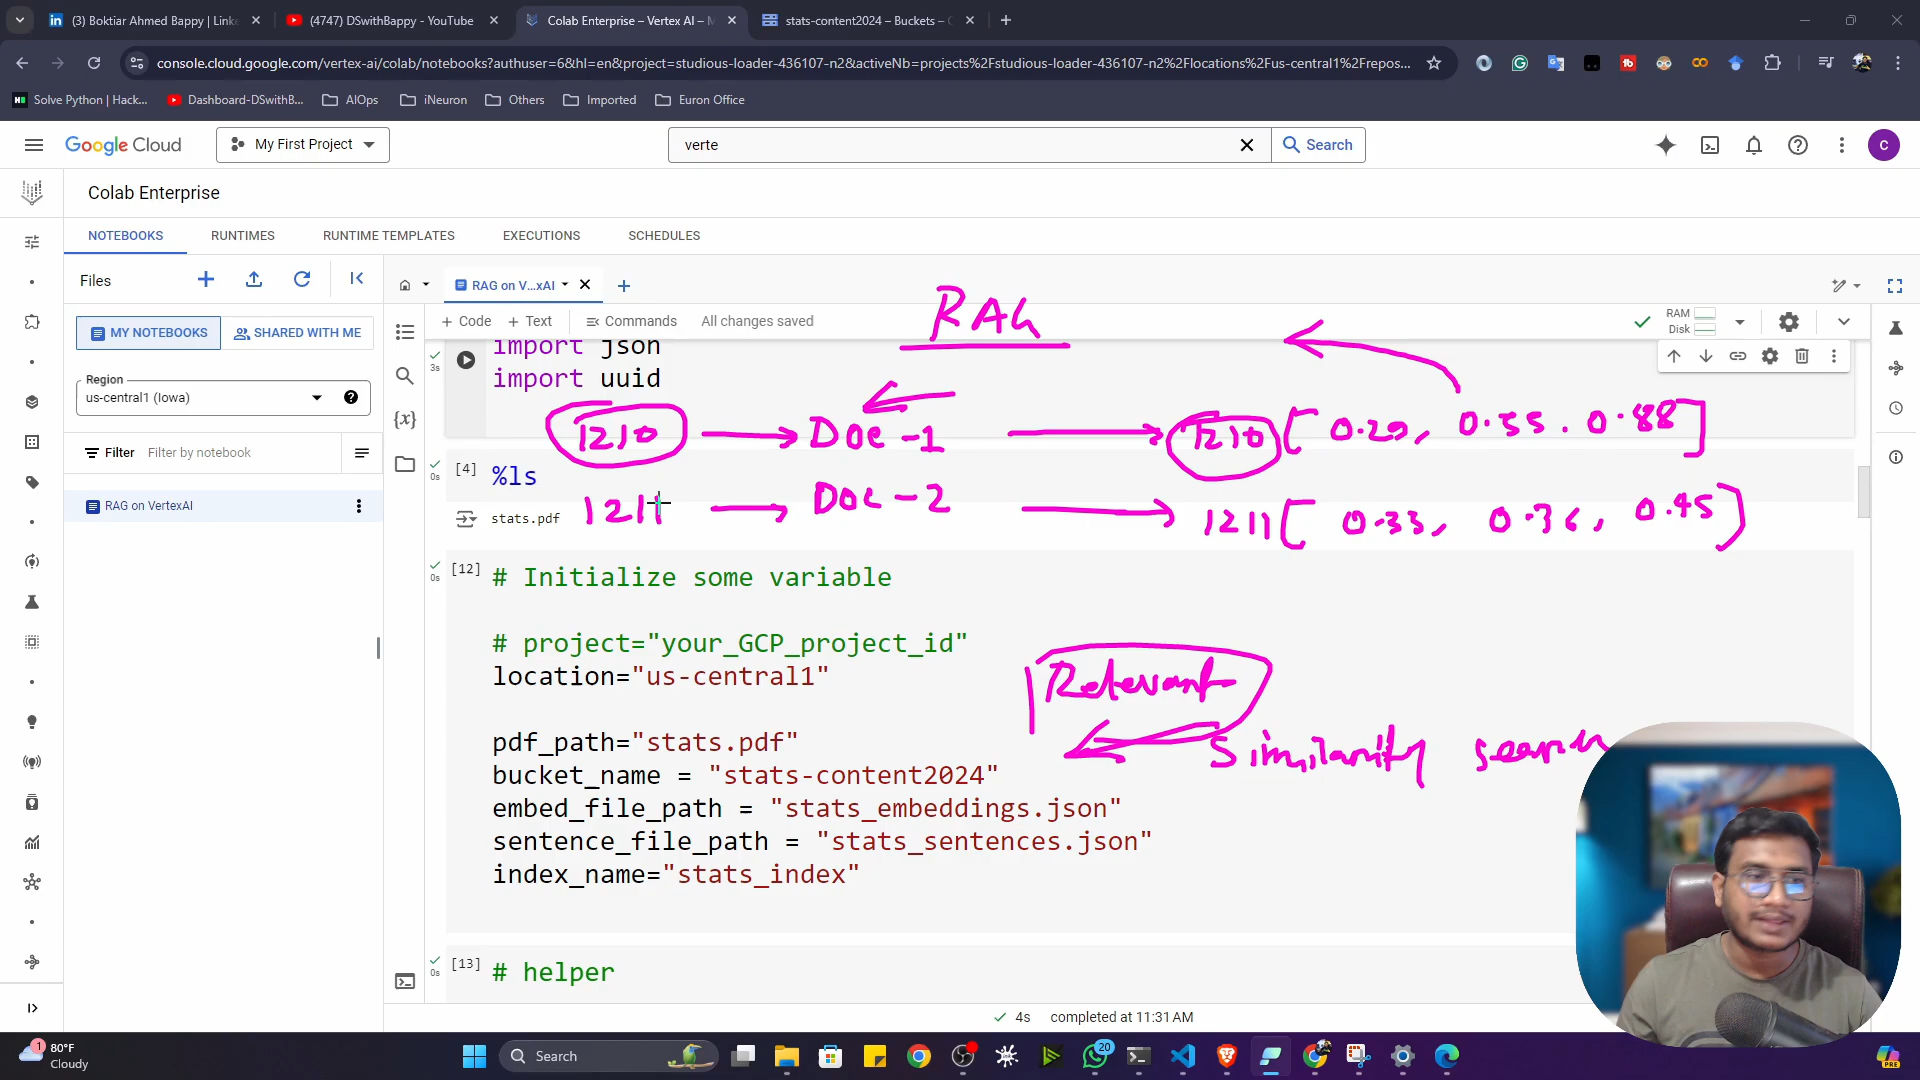 (3) Boktiar Ahmed Bappy | Linke
(4747) DSwithBappy - YouTube
Colab Enterprise – Vertex AI – M
stats-content2024 – Buckets – C
console.cloud.google.com/vertex-ai/colab/notebooks?authuser=6&hl=en&project=studious-loader-436107-n2&activeNb=projects%2Fstudious-loader-436107-n2%2Flocations%2Fus-central1%2Frepos...
Solve Python | Hack...
Dashboard-DSwithB...
AIOps
iNeuron
Others
Imported
Euron Office
Google Cloud
My First Project
verte
Search
C
Colab Enterprise
NOTEBOOKS
RUNTIMES
RUNTIME TEMPLATES
EXECUTIONS
SCHEDULES
Files
RAG on V...xAI
MY NOTEBOOKS
SHARED WITH ME
+ Code
+ Text
Commands
All changes saved
RAM
Disk
RAG
Region
us-central1 (Iowa)
Filter
Filter by notebook
RAG on VertexAI
3s
import json
import uuid
1210 → DOC-1 → 1210 [0.29, 0.55. 0.88]
0s
[4]
%ls
stats.pdf
1211 → DOC-2 → 1211 [0.33, 0.36, 0.45]
0s
[12]
# Initialize some variable
# project="your_GCP_project_id"
location="us-central1"
Relevant
pdf_path="stats.pdf"
Similarity search
bucket_name = "stats-content2024"
embed_file_path = "stats_embeddings.json"
sentence_file_path = "stats_sentences.json"
index_name="stats_index"
0s
[13]
# helper
4s completed at 11:31 AM
1
80°F
Cloudy
Search
20
PRE